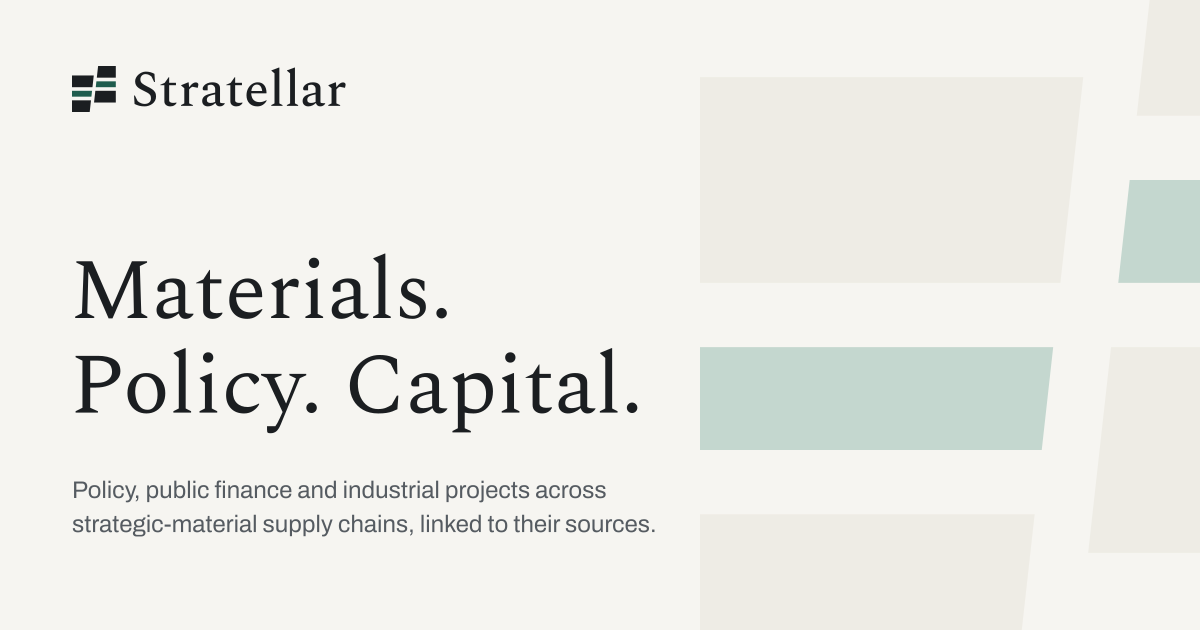 Stratellar
Materials.
Policy. Capital.
Policy, public finance and industrial projects across
strategic-material supply chains, linked to their sources.